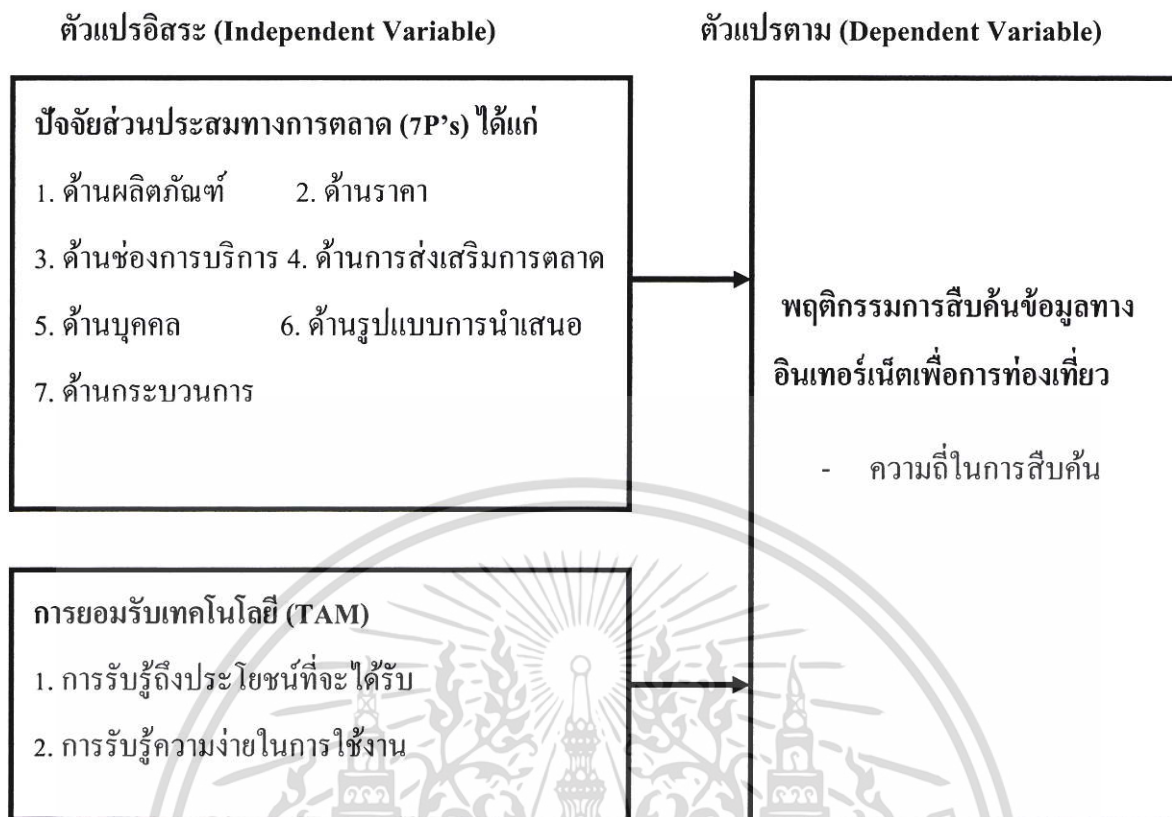 ตัวแปรอิสระ (Independent Variable)
ตัวแปรตาม (Dependent Variable)
ปัจจัยส่วนประสมทางการตลาด (7P’s) ได้แก่
1. ด้านผลิตภัณฑ์ 2. ด้านราคา
3. ด้านช่องการบริการ 4. ด้านการส่งเสริมการตลาด
5. ด้านบุคคล 6. ด้านรูปแบบการนำเสนอ
7. ด้านกระบวนการ
การยอมรับเทคโนโลยี (TAM)
1. การรับรู้ถึงประโยชน์ที่จะได้รับ
2. การรับรู้ความง่ายในการใช้งาน
พฤติกรรมการสืบค้นข้อมูลทาง
อินเทอร์เน็ตเพื่อการท่องเที่ยว
- ความถี่ในการสืบค้น